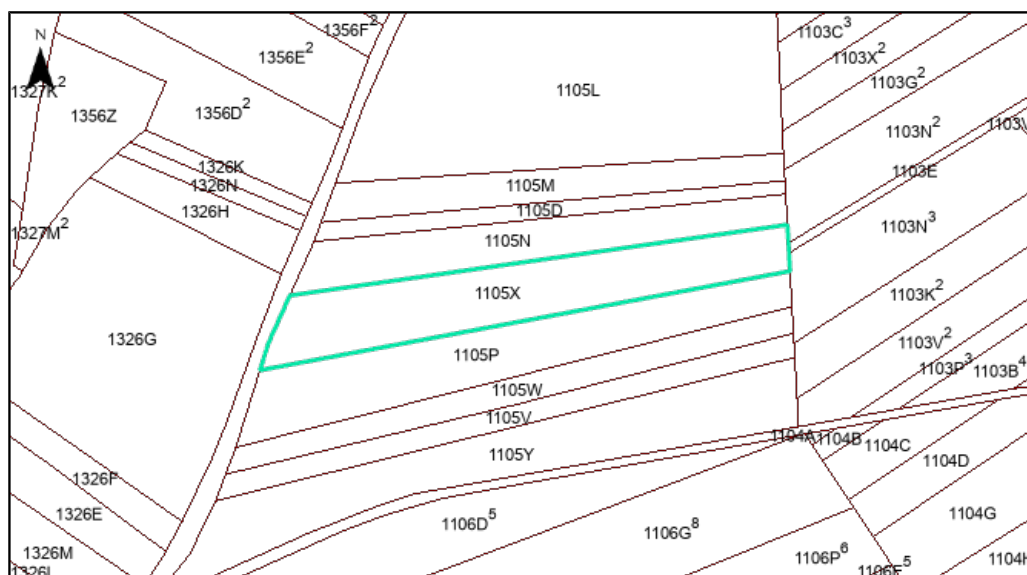 N
1356F²
1103C³
1356E²
1103X²
1103G²
1327K²
1105L
1356Z
1356D²
1103N²
1326K
1103E
1326N
1105M
1326H
1105D
1103N³
1327M²
1105N
1105X
1103K²
1326G
1103V²
1105P
1103P³
1103B⁴
1105W
1105V
1104A
1104B
1104C
1105Y
1104D
1326F
1326E
1106D⁵
1104G
1106G⁸
1326M
1106P⁶
1106F⁵